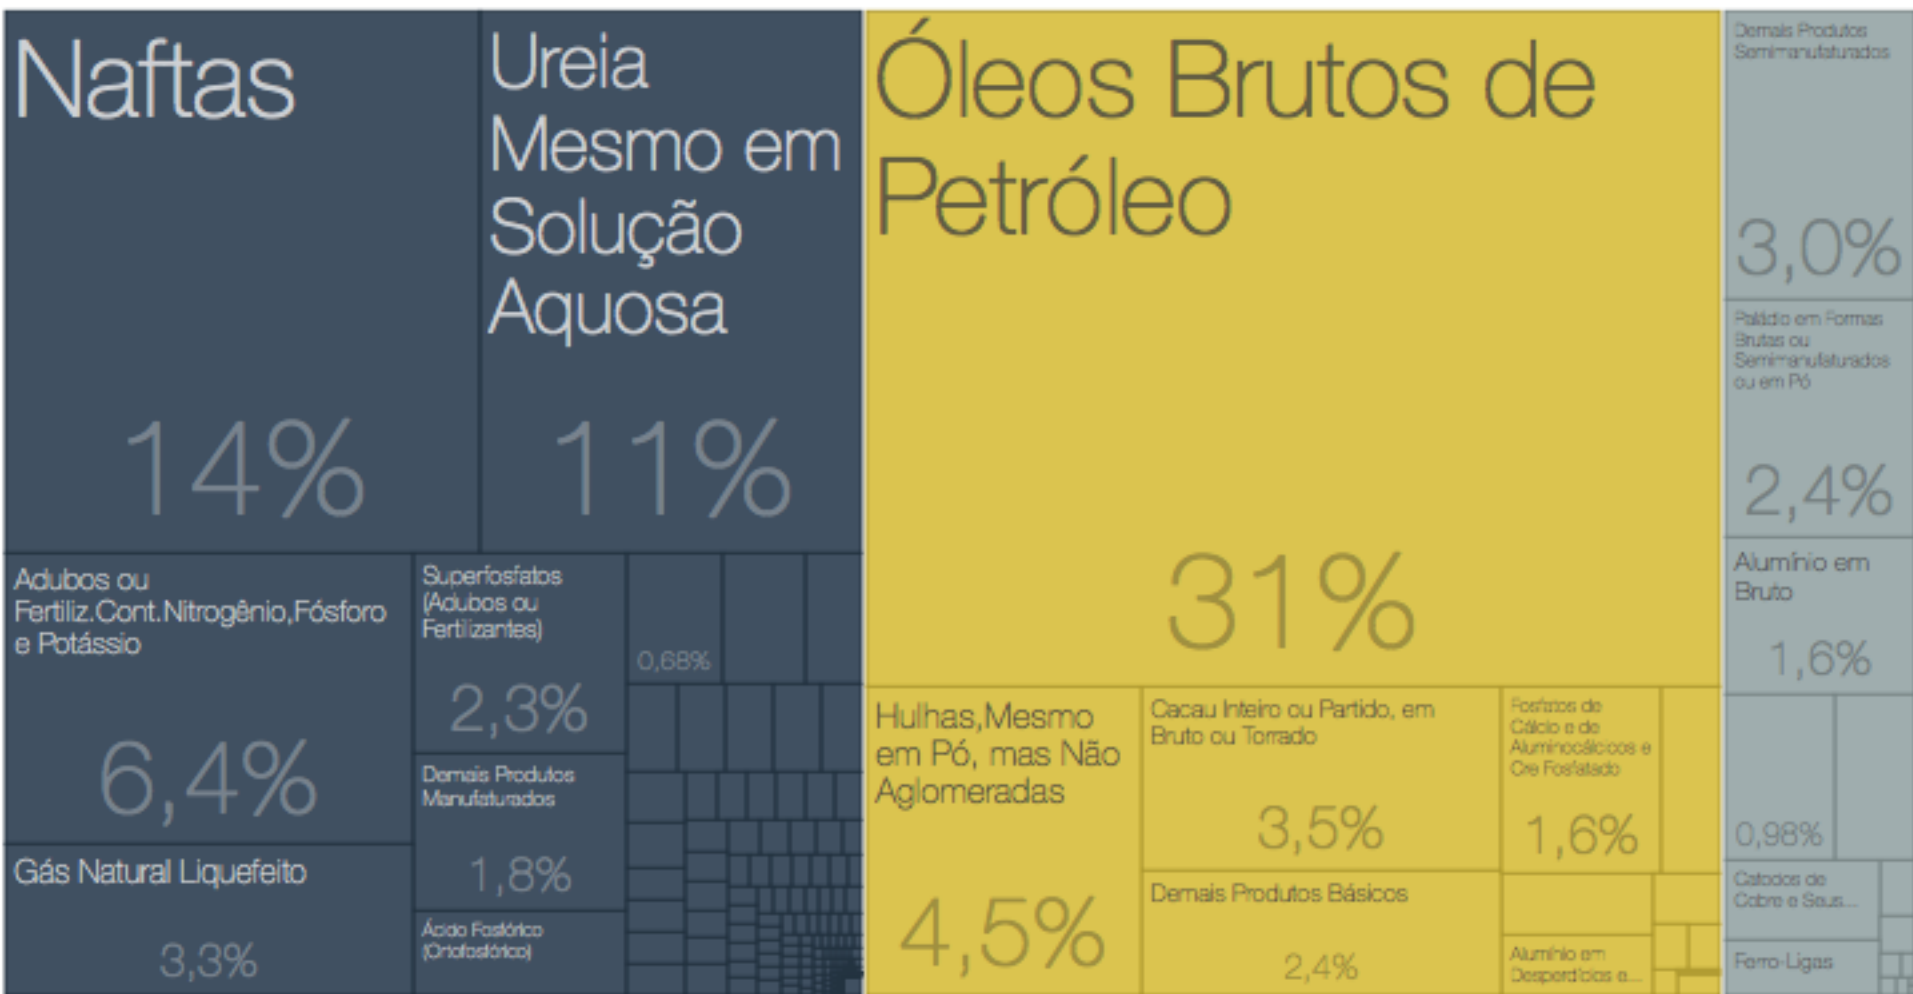 Naftas
14%
Ureia
Mesmo em
Solução
Aquosa
11%
Adubos ou
Fertiliz.Cont.Nitrogênio,Fósforo
e Potássio
6,4%
Gás Natural Liquefeito
3,3%
Superfosfatos
(Adubos ou
Fertilizantes)
2,3%
Demais Produtos
Manufaturados
1,8%
Ácido Fosfórico
(Ortofosfórico)
0,68%
Óleos Brutos de
Petróleo
31%
Hulhas,Mesmo
em Pó, mas Não
Aglomeradas
4,5%
Cacau Inteiro ou Partido, em
Bruto ou Torrado
3,5%
Demais Produtos Básicos
2,4%
Fosfatos de
Cálcio e de
Aluminocálcicos e
Cre Fosfatado
1,6%
Alumínio em
Desperdícios e...
Demais Produtos
Semimanufaturados
3,0%
Paládio em Formas
Brutas ou
Semimanufaturados
ou em Pó
2,4%
Alumínio em
Bruto
1,6%
0,98%
Catodos de
Cobre e Seus...
Ferro-Ligas